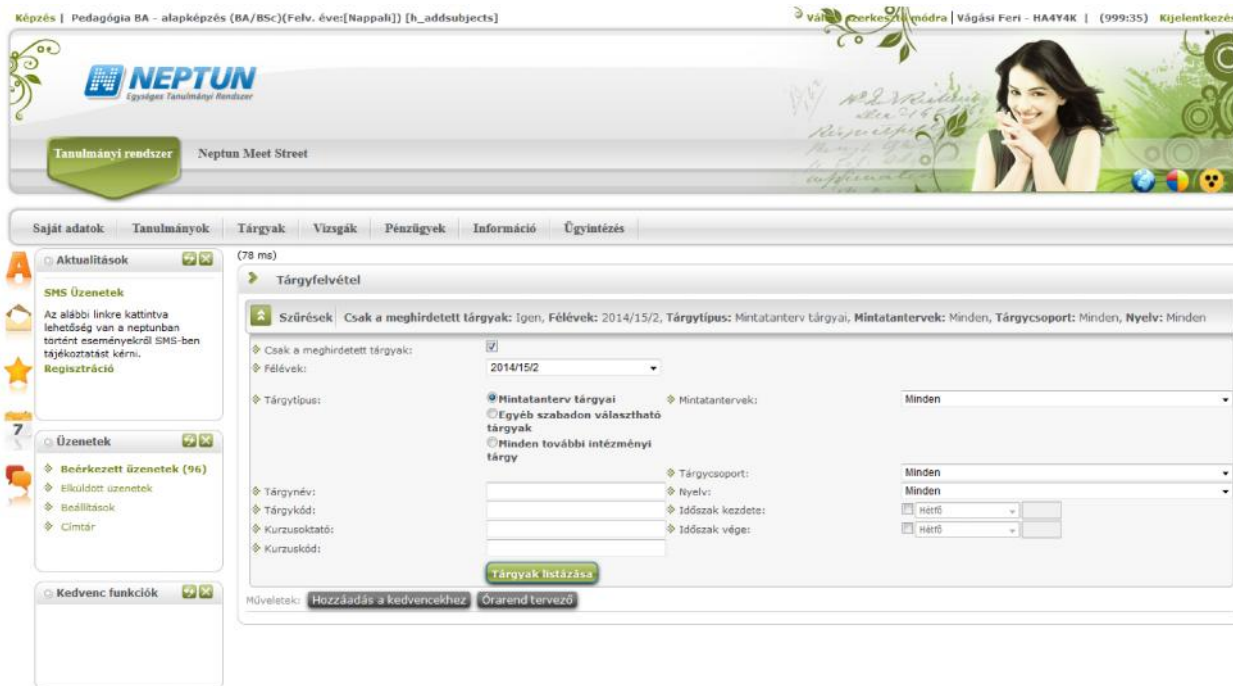 Képzés | Pedagógia BA - alapképzés (BA/BSc)(Felv. éve:[Nappali]) [h_addsubjects]
módra | Vágási Feri - HA4Y4K | (999:35) Kijelentkezés
NEPTUN
Egységes Tanulmányi Rendszer
Tanulmányi rendszer Neptun Meet Street
Saját adatok Tanulmányok Tárgyak Vizsgák Pénzügyek Információ Ügyintézés
Aktualitások
SMS Üzenetek
Az alábbi linkre kattintva
lehetőség van a neptunban
történt eseményekről SMS-ben
tájékoztatást kérni.
Regisztráció
7
Üzenetek
Beérkezett üzenetek (96)
Elküldött üzenetek
Beállítások
Címtár
Kedvenc funkciók
(78 ms)
Tárgyfelvétel
Szűrések Csak a meghirdetett tárgyak: Igen, Félévek: 2014/15/2, Tárgytípus: Mintatanterv tárgyai, Mintatantervek: Minden, Tárgycsoport: Minden, Nyelv: Minden
Csak a meghirdetett tárgyak:
Félévek: 2014/15/2
Tárgytípus: Mintatanterv tárgyai Mintatantervek: Minden
Egyéb szabadon választható
tárgyak
Minden további intézményi
tárgy
Tárgycsoport: Minden
Tárgynév: Nyelv: Minden
Tárgykód: Időszak kezdete: Hétfő
Kurzusoktató: Időszak vége: Hétfő
Kurzuskód:
Tárgyak listázása
Műveletek: Hozzáadás a kedvencekhez Órarend tervező